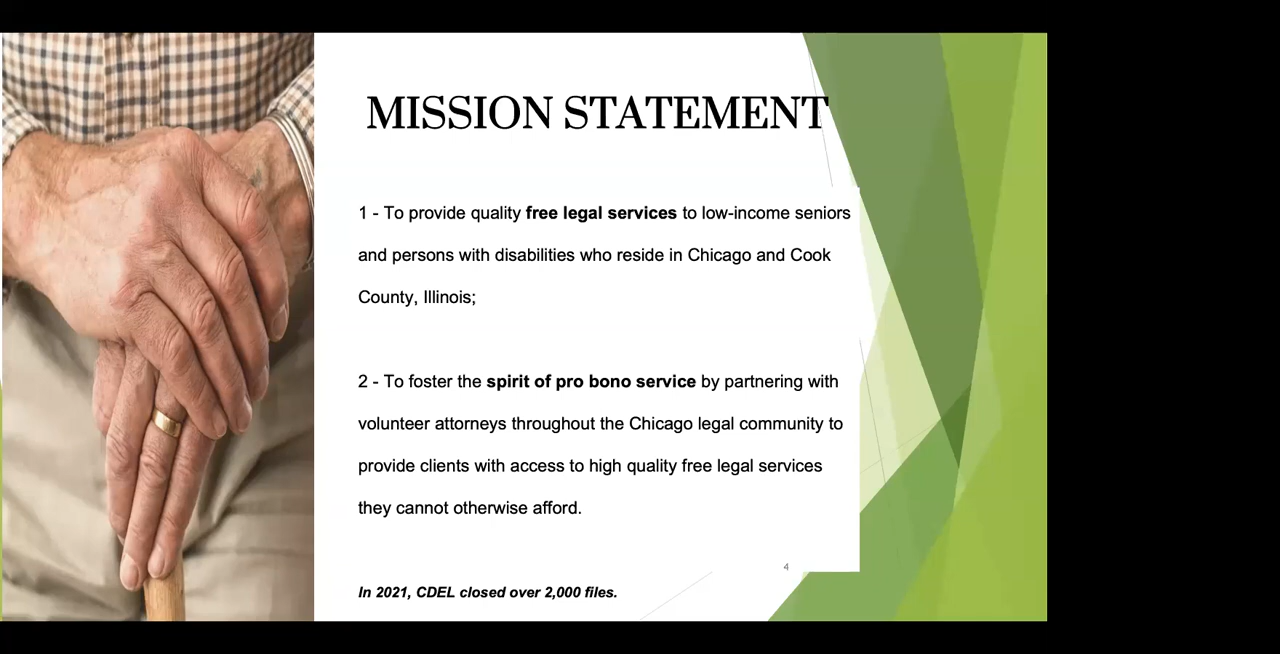 MISSION STATEMENT
1 - To provide quality free legal services to low-income seniors
and persons with disabilities who reside in Chicago and Cook
County, Illinois;
2 - To foster the spirit of pro bono service by partnering with
volunteer attorneys throughout the Chicago legal community to
provide clients with access to high quality free legal services
they cannot otherwise afford.
4
In 2021, CDEL closed over 2,000 files.